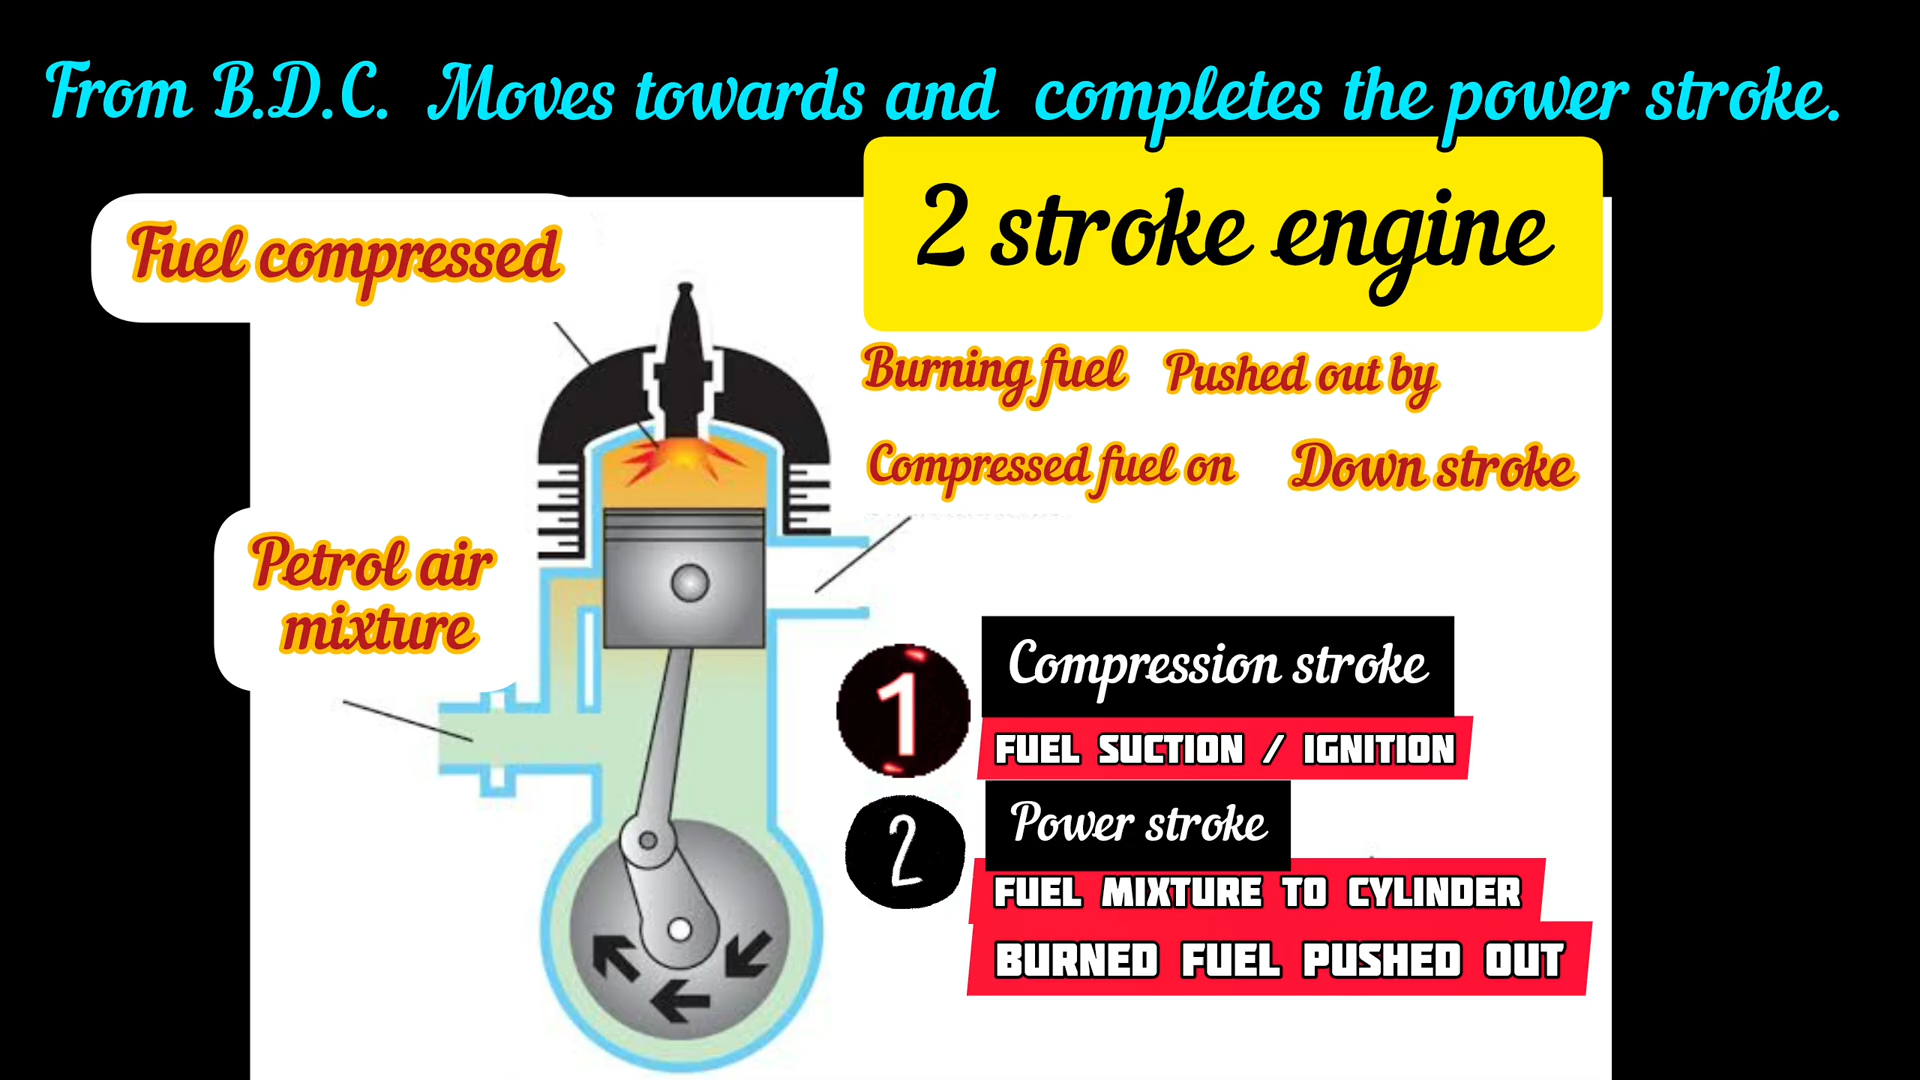 From B.D.C. Moves towards and completes the power stroke.
2 stroke engine
Fuel compressed
Burning fuel Pushed out by
Compressed fuel on Down stroke
Petrol air
mixture
1 Compression stroke
FUEL SUCTION / IGNITION
2 Power stroke
FUEL MIXTURE TO CYLINDER
BURNED FUEL PUSHED OUT